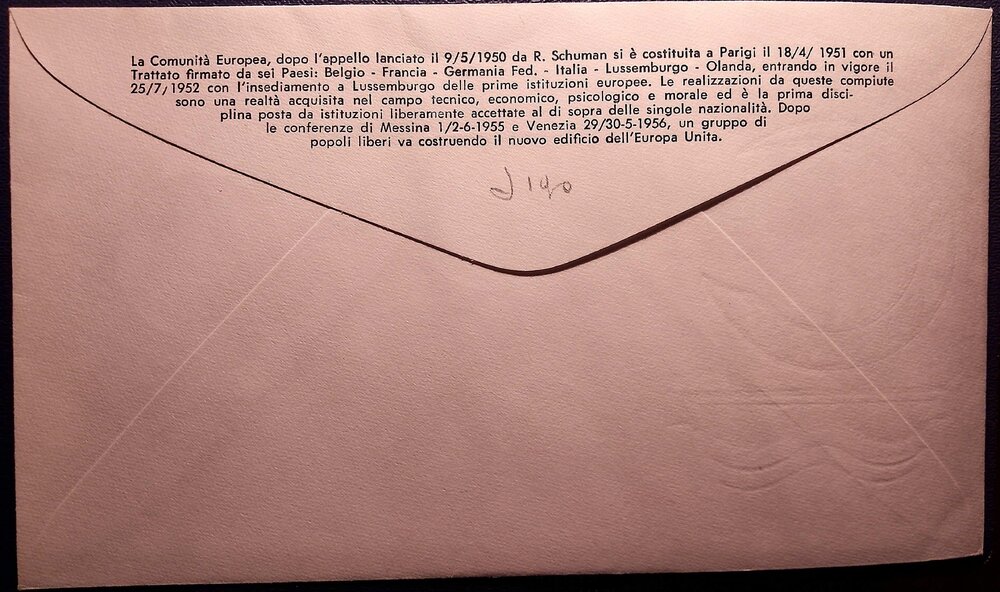 La Comunità Europea, dopo l'appello lanciato il 9/5/1950 da R. Schuman si è costituita a Parigi il 18/4/ 1951 con un
Trattato firmato da sei Paesi: Belgio - Francia - Germania Fed. - Italia - Lussemburgo - Olanda, entrando in vigore il
25/7/1952 con l'insediamento a Lussemburgo delle prime istituzioni europee. Le realizzazioni da queste compiute
sono una realtà acquisita nel campo tecnico, economico, psicologico e morale ed è la prima disci-
plina posta da istituzioni liberamente accettate al di sopra delle singole nazionalità. Dopo
le conferenze di Messina 1/2-6-1955 e Venezia 29/30-5-1956, un gruppo di
popoli liberi va costruendo il nuovo edificio dell'Europa Unita.